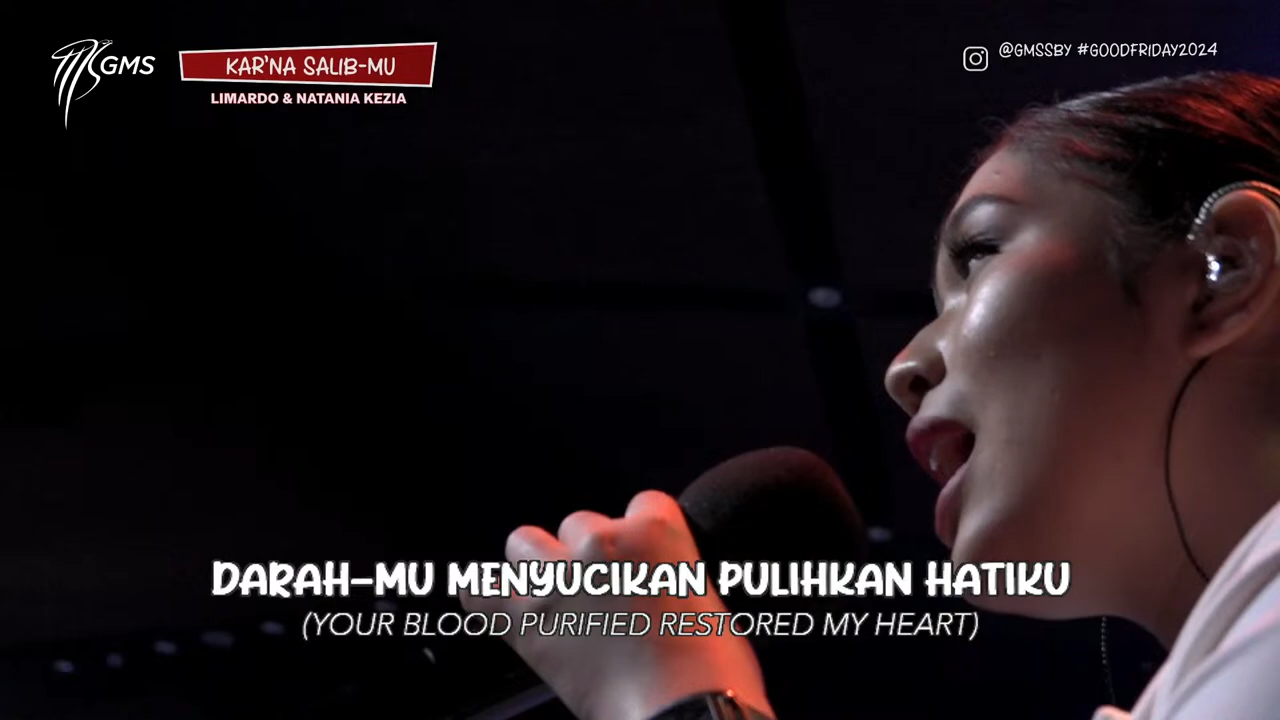 GMS
KAR'NA SALIB-MU
LIMARDO & NATANIA KEZIA
@GMSSBY #GOODFRIDAY2024
DARAH-MU MENYUCIKAN PULIHKAN HATIKU
(YOUR BLOOD PURIFIED RESTORED MY HEART)